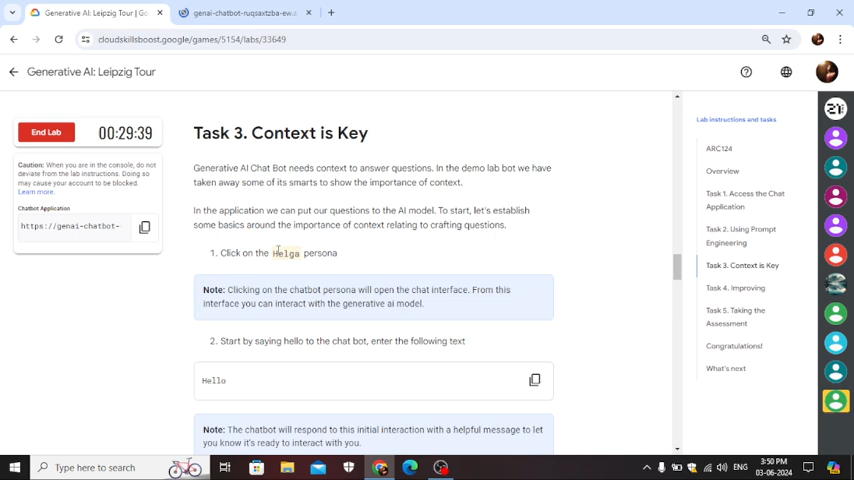 Generative AI: Leipzig Tour | G
genai-chatbot-ruqsaxtzba-ew.a
cloudskillsboost.google/games/5154/labs/33649
Generative AI: Leipzig Tour
End Lab
00:29:39
Caution: When you are in the console, do not
deviate from the lab instructions. Doing so
may cause your account to be blocked.
Learn more.
Chatbot Application
https://genai-chatbot-
Task 3. Context is Key
Generative AI Chat Bot needs context to answer questions. In the demo lab bot we have
taken away some of its smarts to show the importance of context.
In the application we can put our questions to the AI model. To start, let's establish
some basics around the importance of context relating to crafting questions.
1. Click on the Helga persona
Note: Clicking on the chatbot persona will open the chat interface. From this
interface you can interact with the generative ai model.
2. Start by saying hello to the chat bot, enter the following text
Hello
Note: The chatbot will respond to this initial interaction with a helpful message to let
you know it's ready to interact with you.
Lab instructions and tasks
ARC124
Overview
Task 1. Access the Chat
Application
Task 2. Using Prompt
Engineering
Task 3. Context is Key
Task 4. Improving
Task 5. Taking the
Assessment
Congratulations!
What's next
Type here to search
ENG
3:50 PM
03-06-2024